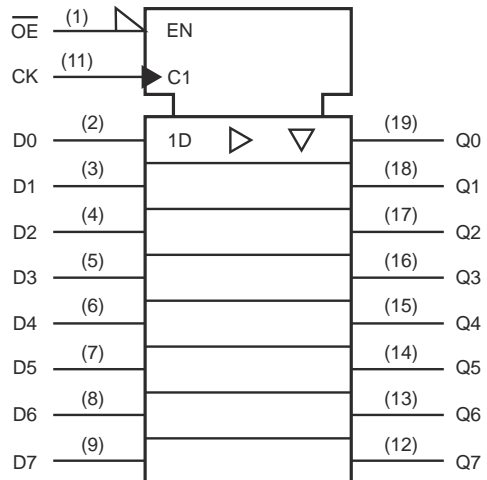 OE (1) EN
CK (11) C1
D0 (2) 1D (19) Q0
D1 (3) (18) Q1
D2 (4) (17) Q2
D3 (5) (16) Q3
D4 (6) (15) Q4
D5 (7) (14) Q5
D6 (8) (13) Q6
D7 (9) (12) Q7